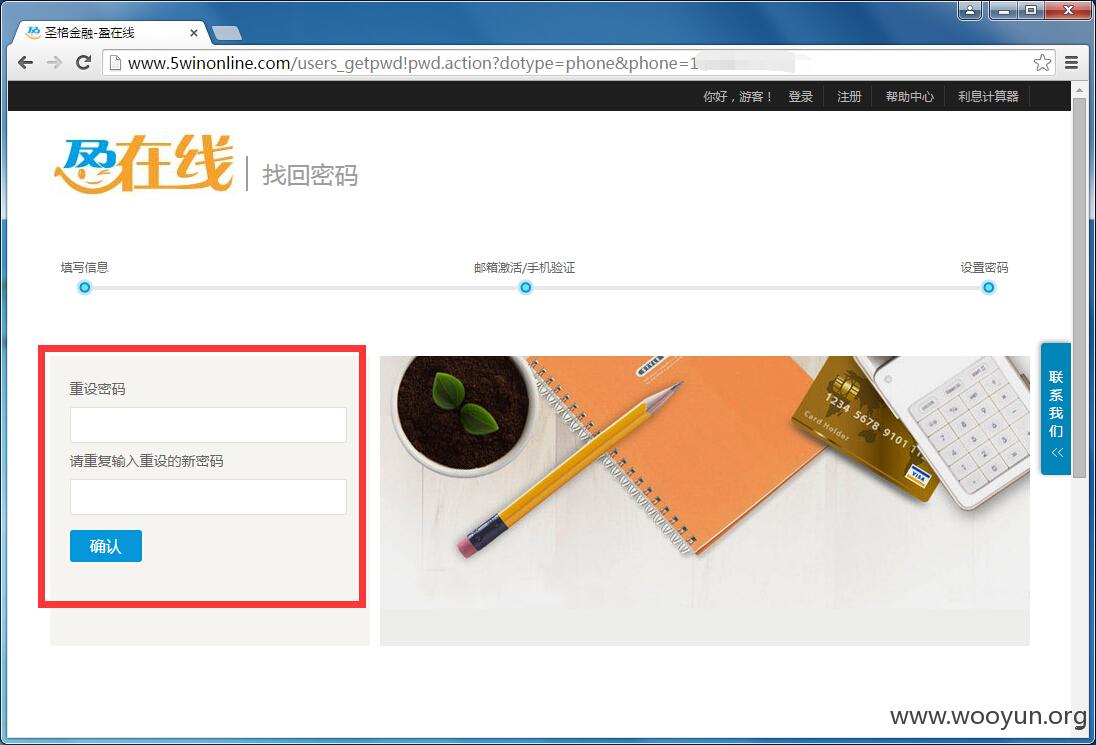 圣格金融-盈在线
www.5winonline.com/users_getpwd!pwd.action?dotype=phone&phone=1
你好，游客！ 登录 注册 帮助中心 利息计算器
盈在线 找回密码
填写信息 邮箱激活/手机验证 设置密码
重设密码
请重复输入重设的新密码
确认
STYLE
1234 5678 9101 11
Card Holder
VISA
联系我们
www.wooyun.org